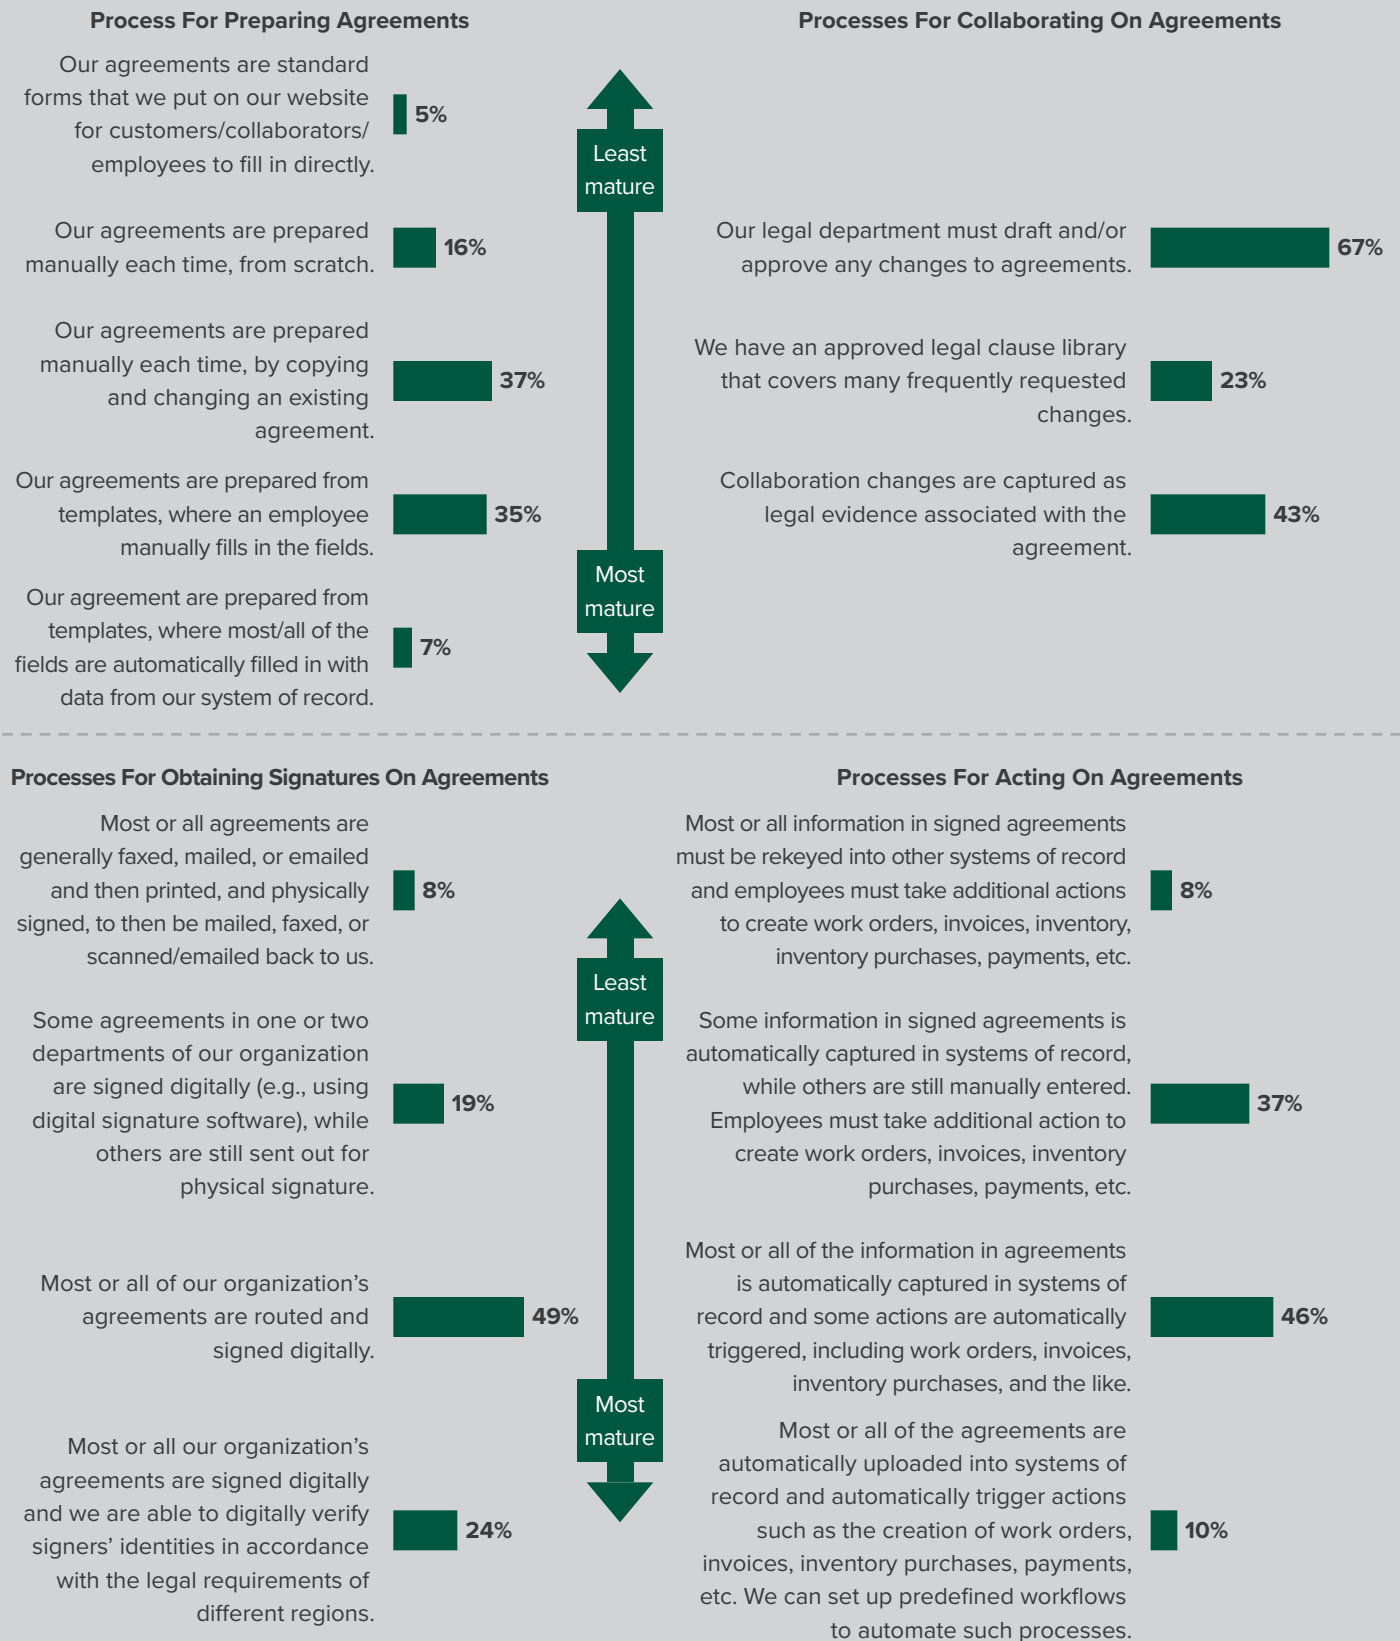 Process For Preparing Agreements
Our agreements are standard
forms that we put on our website
for customers/collaborators/
employees to fill in directly.
5%
Our agreements are prepared
manually each time, from scratch.
16%
Our agreements are prepared
manually each time, by copying
and changing an existing
agreement.
37%
Our agreements are prepared from
templates, where an employee
manually fills in the fields.
35%
Our agreement are prepared from
templates, where most/all of the
fields are automatically filled in with
data from our system of record.
7%
Least
mature
Most
mature
Processes For Collaborating On Agreements
Our legal department must draft and/or
approve any changes to agreements.
67%
We have an approved legal clause library
that covers many frequently requested
changes.
23%
Collaboration changes are captured as
legal evidence associated with the
agreement.
43%
Processes For Obtaining Signatures On Agreements
Most or all agreements are
generally faxed, mailed, or emailed
and then printed, and physically
signed, to then be mailed, faxed, or
scanned/emailed back to us.
8%
Some agreements in one or two
departments of our organization
are signed digitally (e.g., using
digital signature software), while
others are still sent out for
physical signature.
19%
Most or all of our organization’s
agreements are routed and
signed digitally.
49%
Most or all our organization’s
agreements are signed digitally
and we are able to digitally verify
signers’ identities in accordance
with the legal requirements of
different regions.
24%
Least
mature
Most
mature
Processes For Acting On Agreements
Most or all information in signed agreements
must be rekeyed into other systems of record
and employees must take additional actions
to create work orders, invoices, inventory,
inventory purchases, payments, etc.
8%
Some information in signed agreements is
automatically captured in systems of record,
while others are still manually entered.
Employees must take additional action to
create work orders, invoices, inventory
purchases, payments, etc.
37%
Most or all of the information in agreements
is automatically captured in systems of
record and some actions are automatically
triggered, including work orders, invoices,
inventory purchases, and the like.
46%
Most or all of the agreements are
automatically uploaded into systems of
record and automatically trigger actions
such as the creation of work orders,
invoices, inventory purchases, payments,
etc. We can set up predefined workflows
to automate such processes.
10%